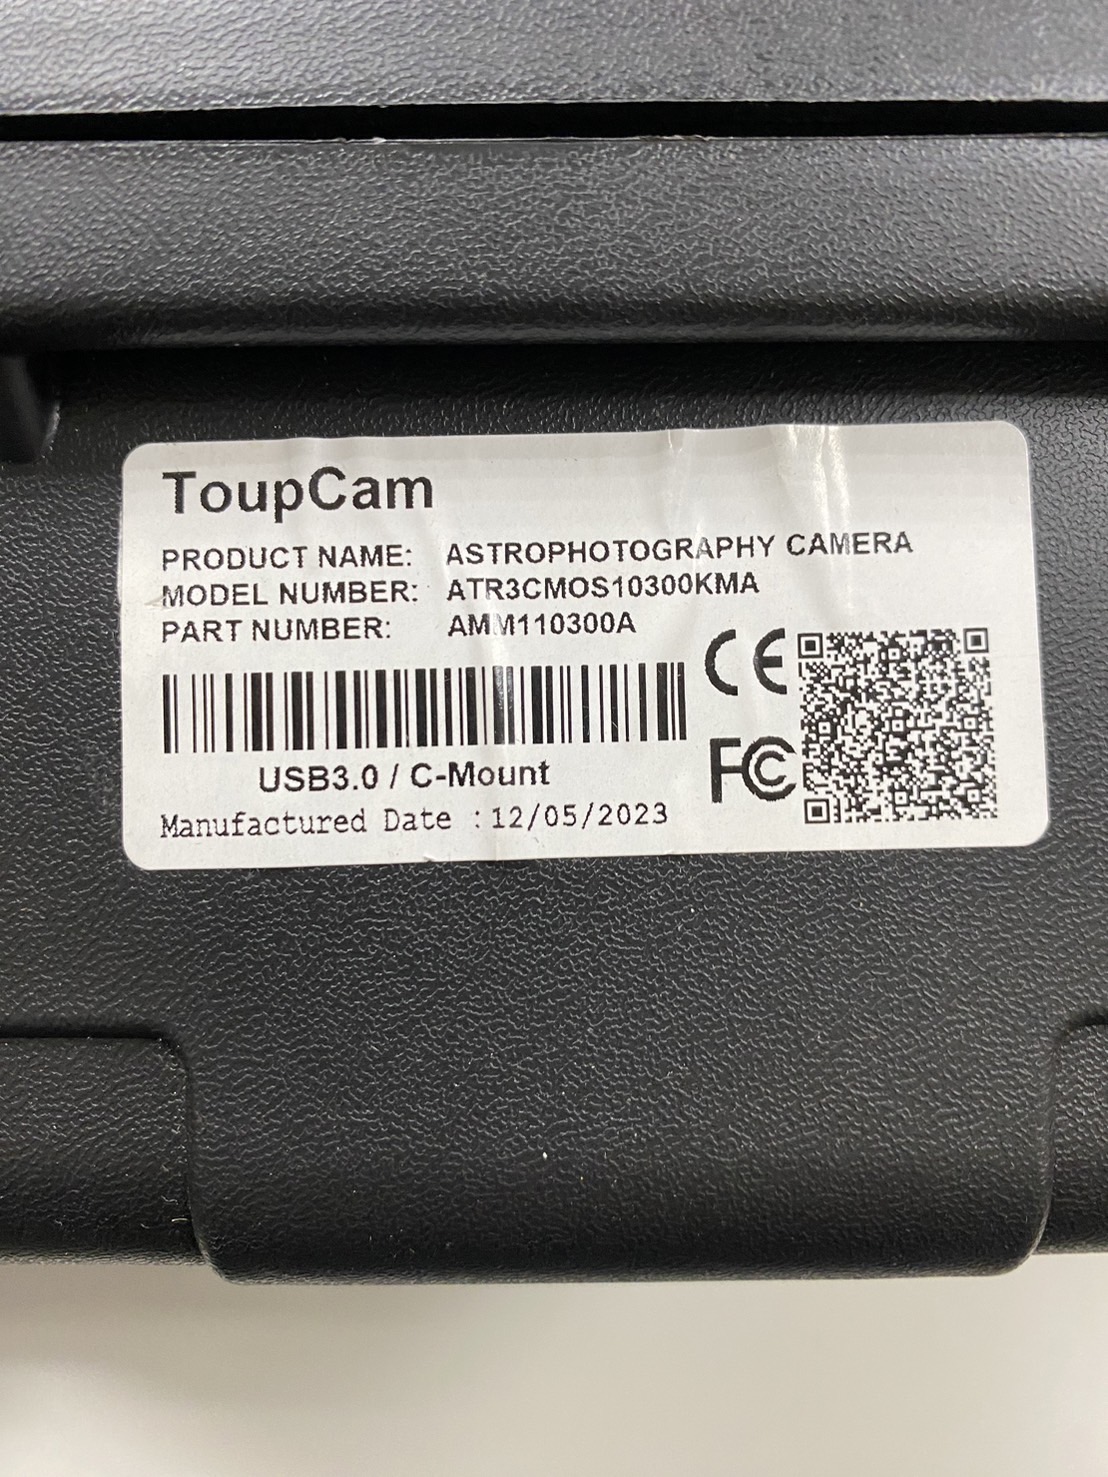 ToupCam
PRODUCT NAME: ASTROPHOTOGRAPHY CAMERA
MODEL NUMBER: ATR3CMOS10300KMA
PART NUMBER: AMM110300A
CE
FC
USB3.0 / C-Mount
Manufactured Date :12/05/2023